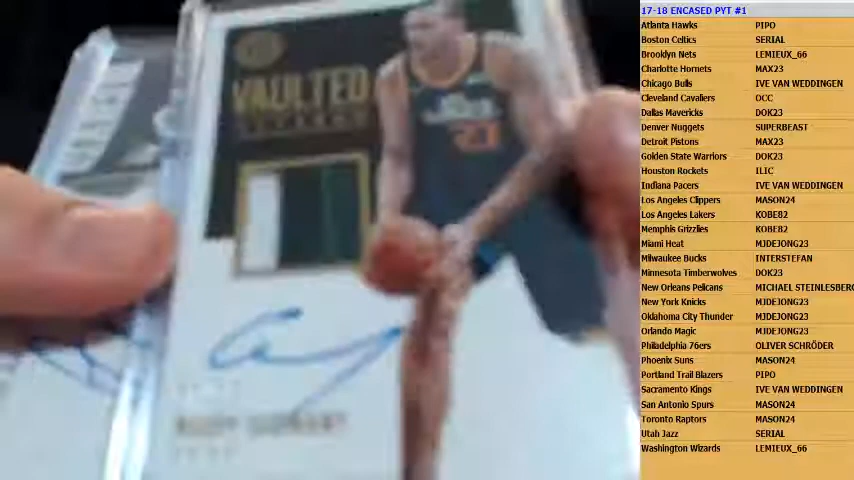 VAULTED
RUDY GOBERT
17-18 ENCASED PYT #1
Atlanta Hawks PIPO
Boston Celtics SERIAL
Brooklyn Nets LEMIEUX_66
Charlotte Hornets MAX23
Chicago Bulls IVE VAN WEDDINGEN
Cleveland Cavaliers OCC
Dallas Mavericks DOK23
Denver Nuggets SUPERBEAST
Detroit Pistons MAX23
Golden State Warriors DOK23
Houston Rockets ILIC
Indiana Pacers IVE VAN WEDDINGEN
Los Angeles Clippers MASON24
Los Angeles Lakers KOBE82
Memphis Grizzlies KOBE82
Miami Heat MJDEJONG23
Milwaukee Bucks INTERSTEFAN
Minnesota Timberwolves DOK23
New Orleans Pelicans MICHAEL STEINLESBERG
New York Knicks MJDEJONG23
Oklahoma City Thunder MJDEJONG23
Orlando Magic MJDEJONG23
Philadelphia 76ers OLIVER SCHRÖDER
Phoenix Suns MASON24
Portland Trail Blazers PIPO
Sacramento Kings IVE VAN WEDDINGEN
San Antonio Spurs MASON24
Toronto Raptors MASON24
Utah Jazz SERIAL
Washington Wizards LEMIEUX_66